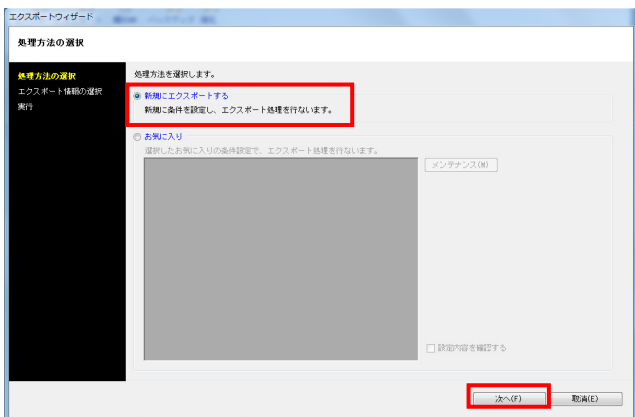 エクスポートウィザード
処理方法の選択
処理方法の選択
エクスポート情報の選択
実行
処理方法を選択します。
新規にエクスポートする
新規に条件を設定し、エクスポート処理を行ないます。
お気に入り
選択したお気に入りの条件設定で、エクスポート処理を行ないます。
メンテナンス(M)
設定内容を確認する
次へ(F)
取消(E)